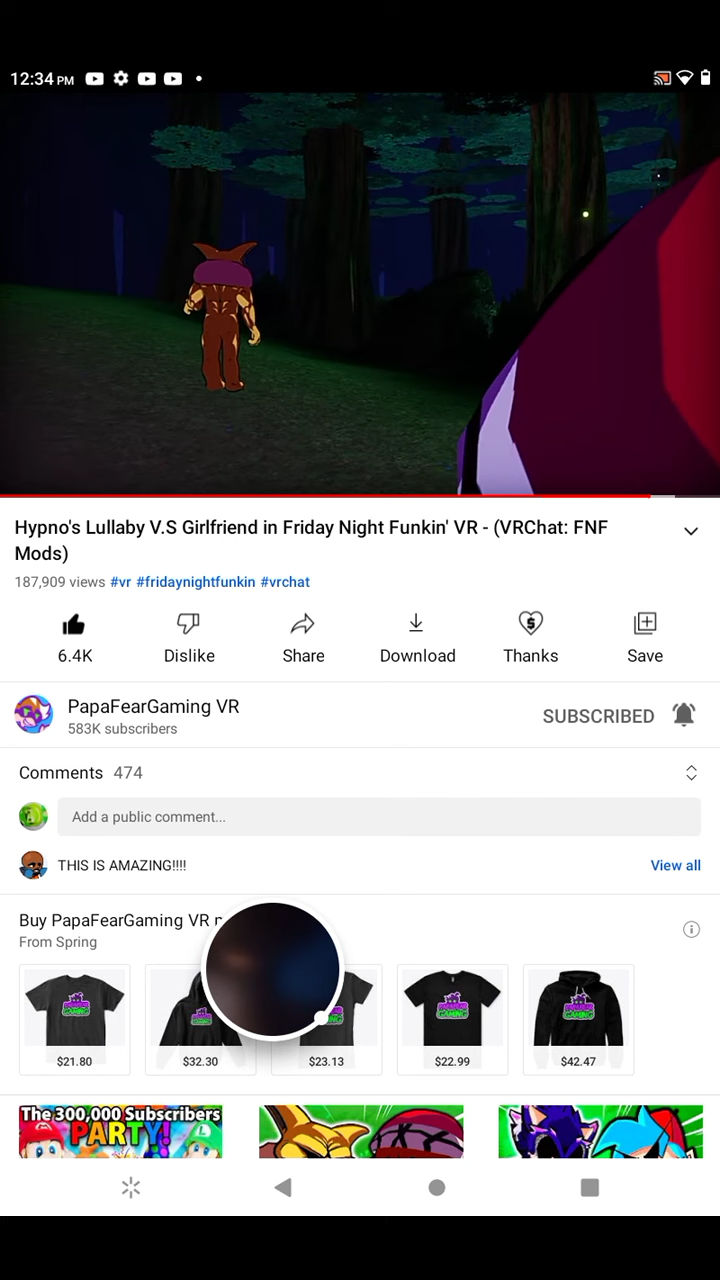 12:34 PM
Hypno's Lullaby V.S Girlfriend in Friday Night Funkin' VR - (VRChat: FNF
Mods)
187,909 views #vr #fridaynightfunkin #vrchat
6.4K Dislike Share Download Thanks Save
PapaFearGaming VR
583K subscribers
SUBSCRIBED
Comments 474
Add a public comment...
THIS IS AMAZING!!!!
View all
Buy PapaFearGaming VR
From Spring
$21.80 $32.30 $23.13 $22.99 $42.47
The 300,000 Subscribers
PARTY!